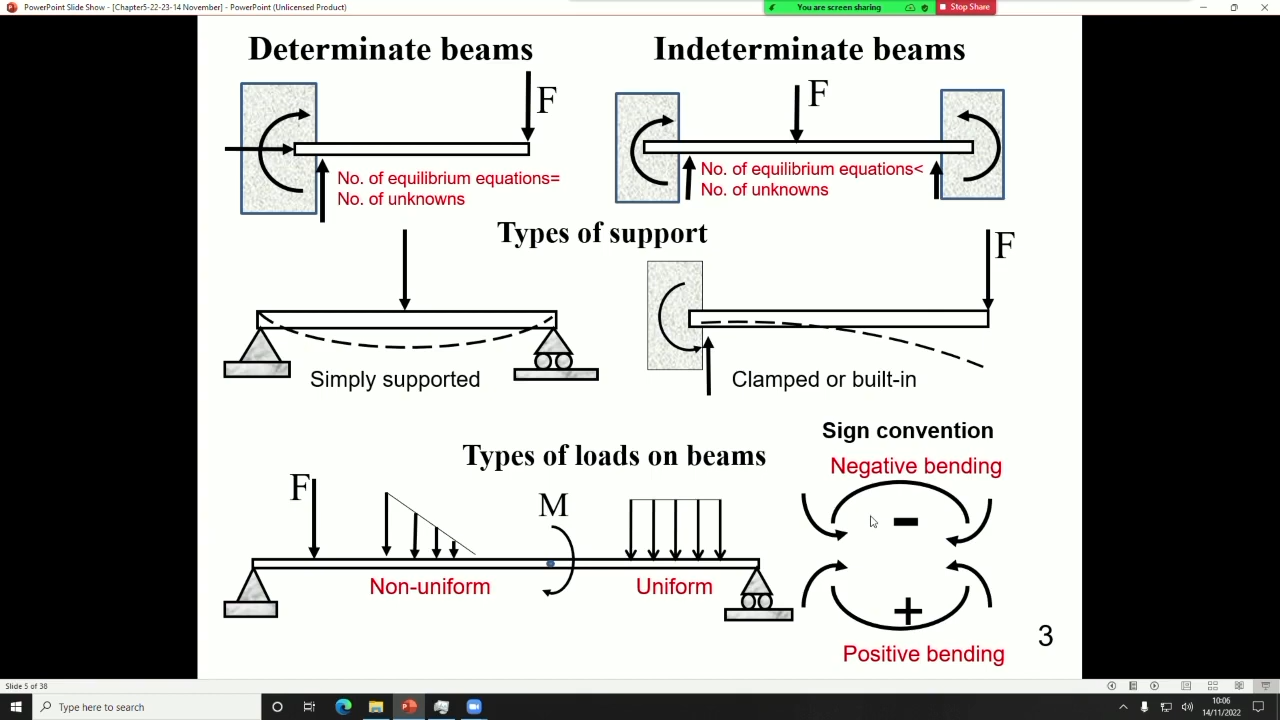 PowerPoint Slide Show - [Chapter5-22-23-14 November] - PowerPoint (Unlicensed Product)
You are screen sharing
Stop Share
Determinate beams
Indeterminate beams
F
F
No. of equilibrium equations=
No. of unknowns
No. of equilibrium equations<
No. of unknowns
Types of support
F
Simply supported
Clamped or built-in
Sign convention
Types of loads on beams
Negative bending
F
M
-
Non-uniform
Uniform
+
Positive bending
3
Slide 5 of 38
Type here to search
10:06
14/11/2022